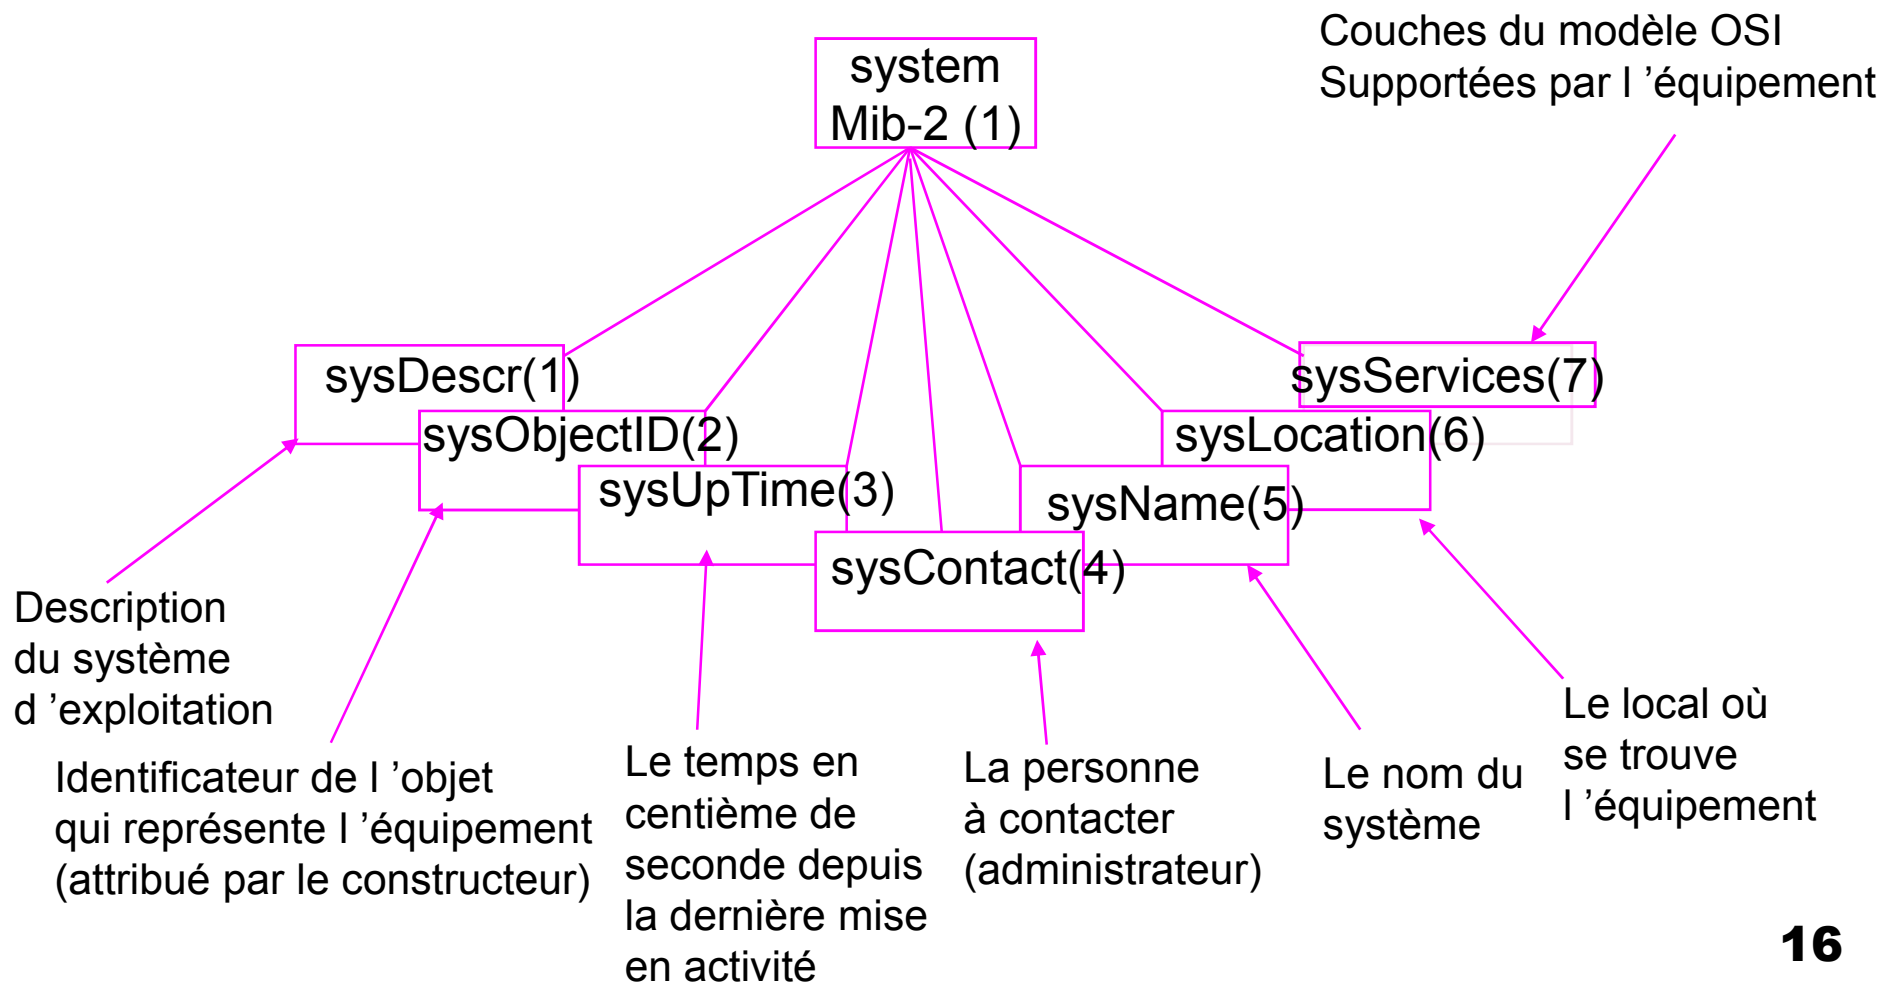 Couches du modèle OSI
Supportées par l ’équipement
system
Mib-2 (1)
sysDescr(1)
sysObjectID(2)
sysUpTime(3)
sysContact(4)
sysName(5)
sysLocation(6)
sysServices(7)
Description
du système
d ’exploitation
Identificateur de l ’objet
qui représente l ’équipement
(attribué par le constructeur)
Le temps en
centième de
seconde depuis
la dernière mise
en activité
La personne
à contacter
(administrateur)
Le nom du
système
Le local où
se trouve
l ’équipement
16